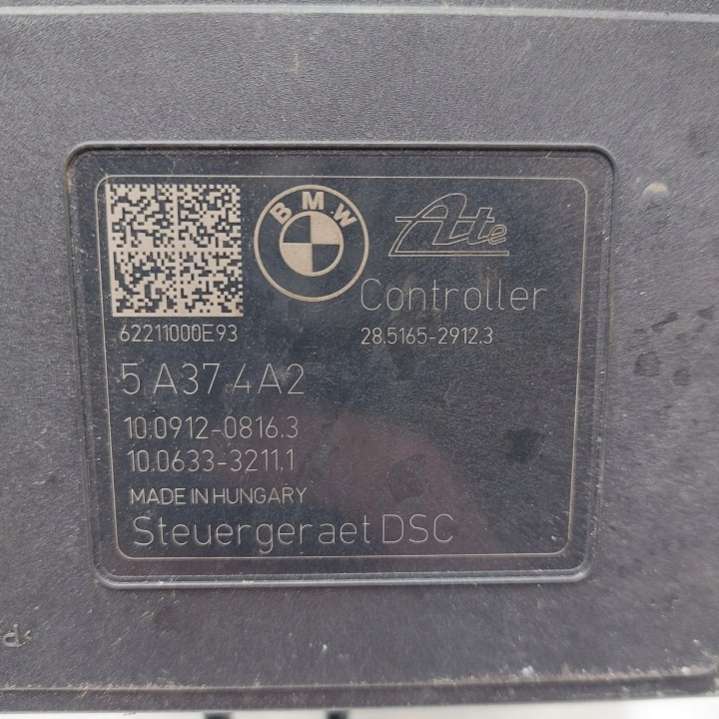 BMW
Ate
Controller
62211000E93
28.5165-2912.3
5 A37 4A2
10.0912-0816.3
10.0633-3211.1
MADE IN HUNGARY
Steuergeraet DSC